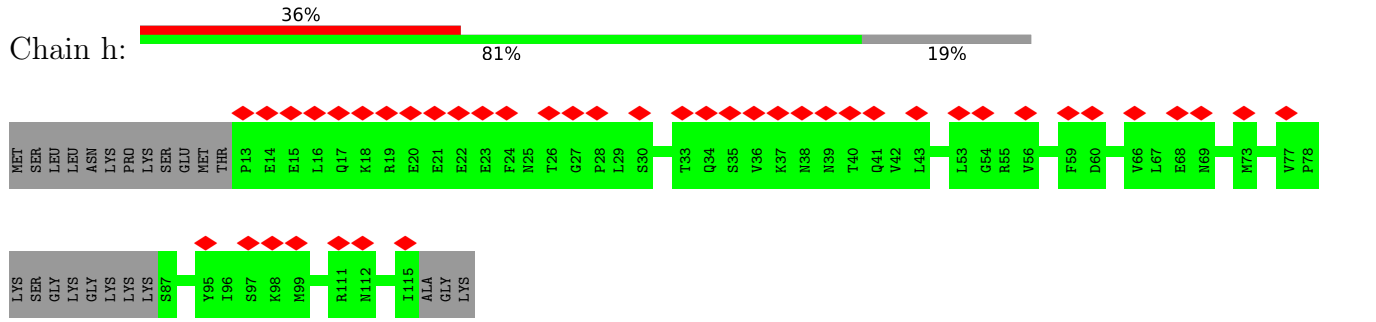 36%
Chain h:
81% 19%
MET SER LEU LEU ASN LYS PRO LYS SER GLU MET THR P13 E14 E15 L16 Q17 K18 R19 E20 E21 E22 E23 F24 N25 T26 G27 P28 L29 S30 T33 Q34 S35 V36 K37 N38 N39 T40 Q41 V42 L43 L53 G54 R55 V56 F59 D60 V66 L67 E68 N69 M73 V77 P78
LYS SER GLY LYS GLY LYS LYS LYS S87 Y95 I96 S97 K98 M99 R111 N112 I115 ALA GLY LYS